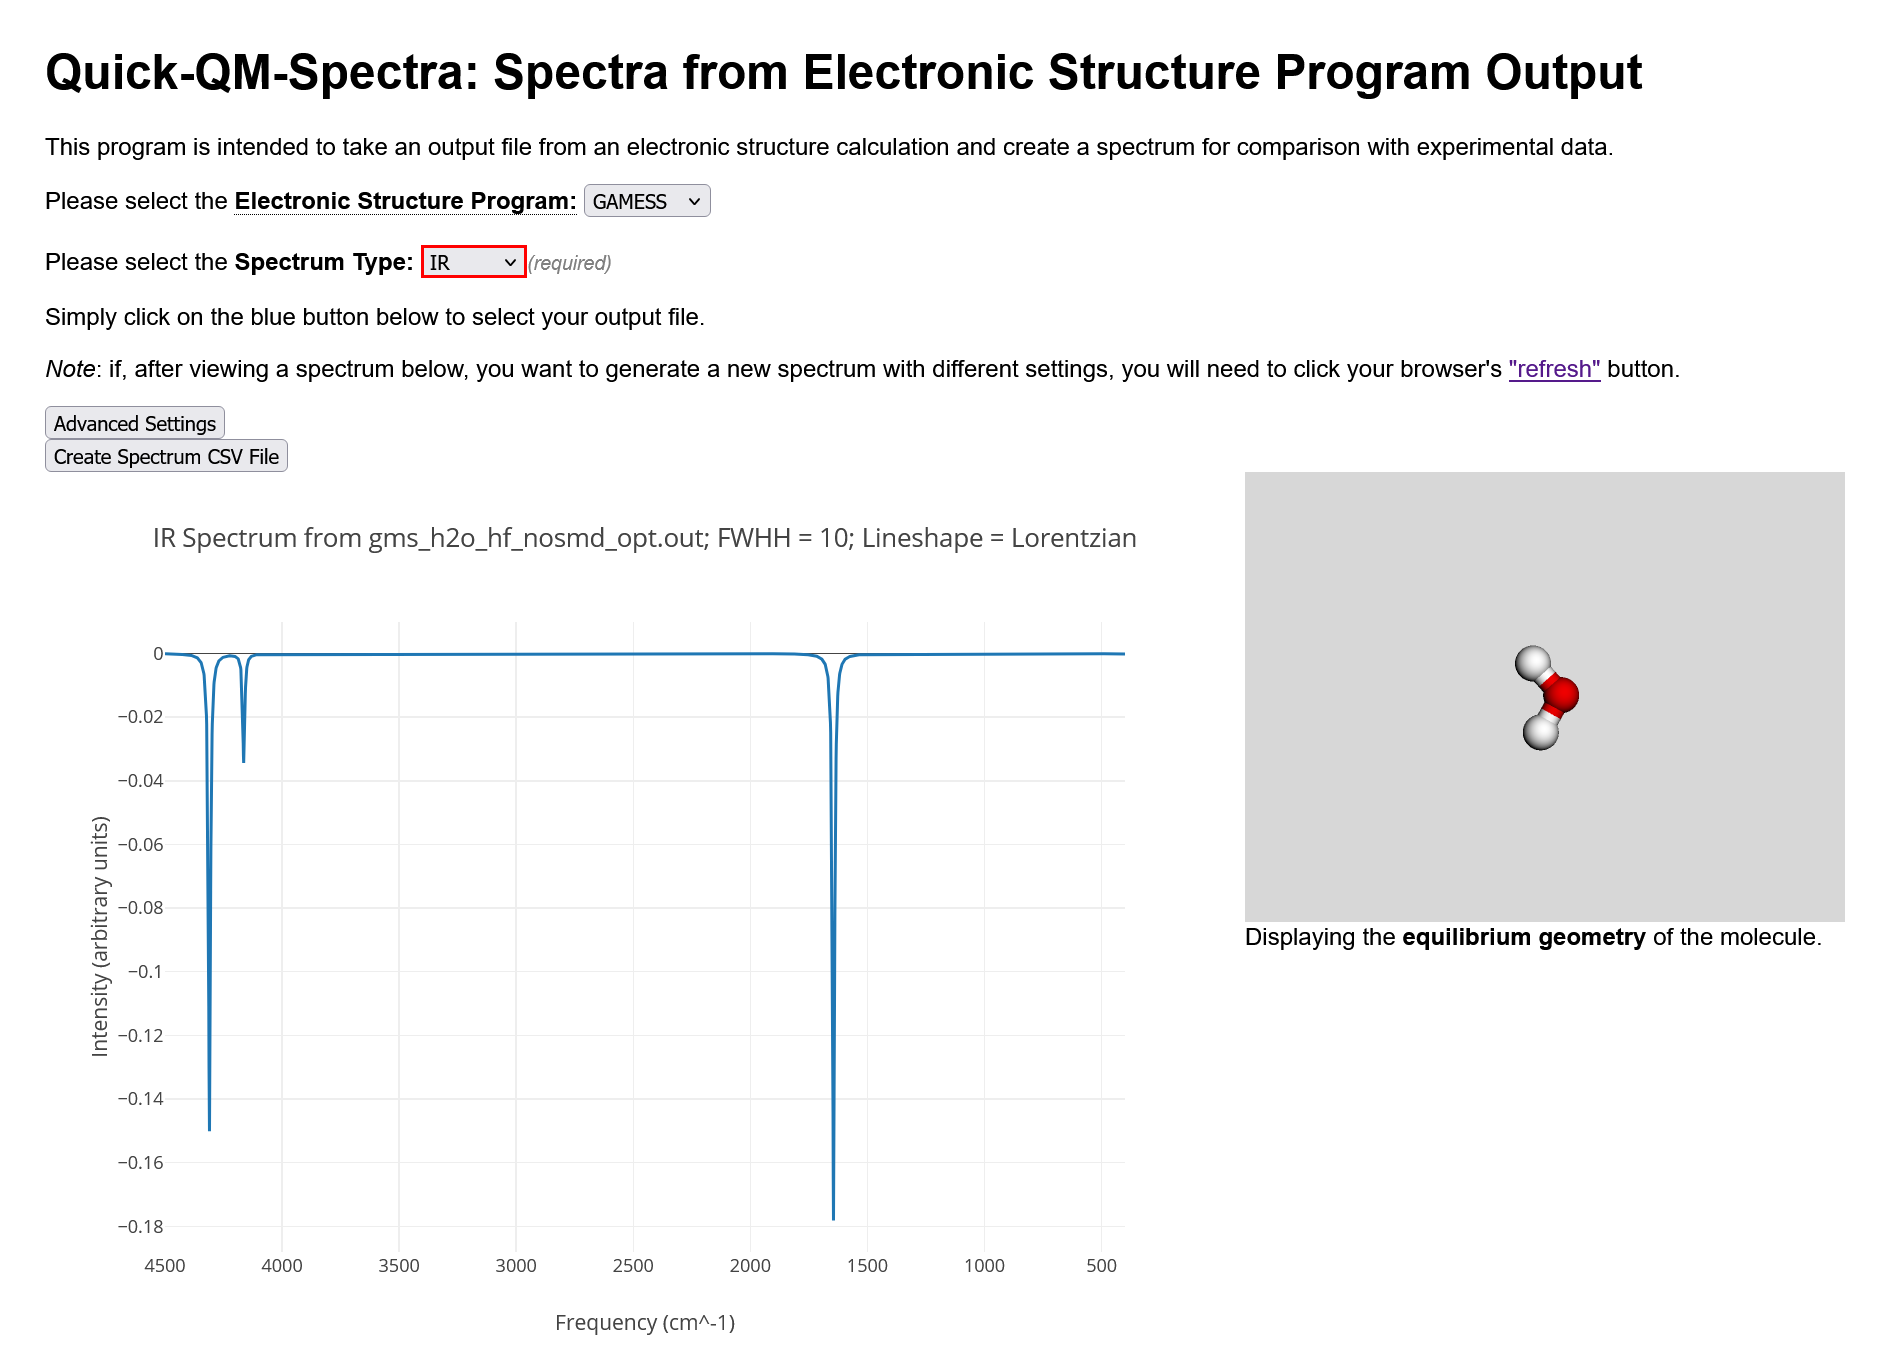 Quick-QM-Spectra: Spectra from Electronic Structure Program Output
This program is intended to take an output file from an electronic structure calculation and create a spectrum for comparison with experimental data.
Please select the Electronic Structure Program: GAMESS
Please select the Spectrum Type: IR (required)
Simply click on the blue button below to select your output file.
Note: if, after viewing a spectrum below, you want to generate a new spectrum with different settings, you will need to click your browser's "refresh" button.
Advanced Settings
Create Spectrum CSV File
IR Spectrum from gms_h2o_hf_nosmd_opt.out; FWHH = 10; Lineshape = Lorentzian
0
−0.02
−0.04
−0.06
−0.08
−0.1
−0.12
−0.14
−0.16
−0.18
Intensity (arbitrary units)
4500 4000 3500 3000 2500 2000 1500 1000 500
Frequency (cm^-1)
Displaying the equilibrium geometry of the molecule.